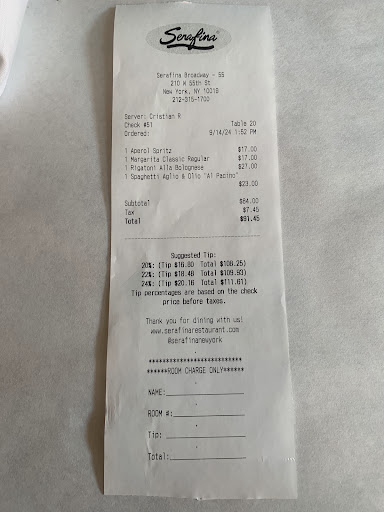 Serafina
Serafina Broadway - 55
210 W 55th St
New York, NY 10019
212-315-1700
Server: Cristian R
Check #51 Table 20
Ordered: 9/14/24 1:52 PM
1 Aperol Spritz $17.00
1 Margarita Classic Regular $17.00
1 Rigatoni Alla Bolognese $27.00
1 Spaghetti Aglio & Olio "Al Pacino"
$23.00
Subtotal $84.00
Tax $7.45
Total $91.45
Suggested Tip:
20%: (Tip $16.80 Total $108.25)
22%: (Tip $18.48 Total $109.93)
24%: (Tip $20.16 Total $111.61)
Tip percentages are based on the check
price before taxes.
Thank you for dining with us!
www.serafinarestaurant.com
@serafinanewyork
****************************
******ROOM CHARGE ONLY******
NAME:
ROOM #:
Tip:
Total: